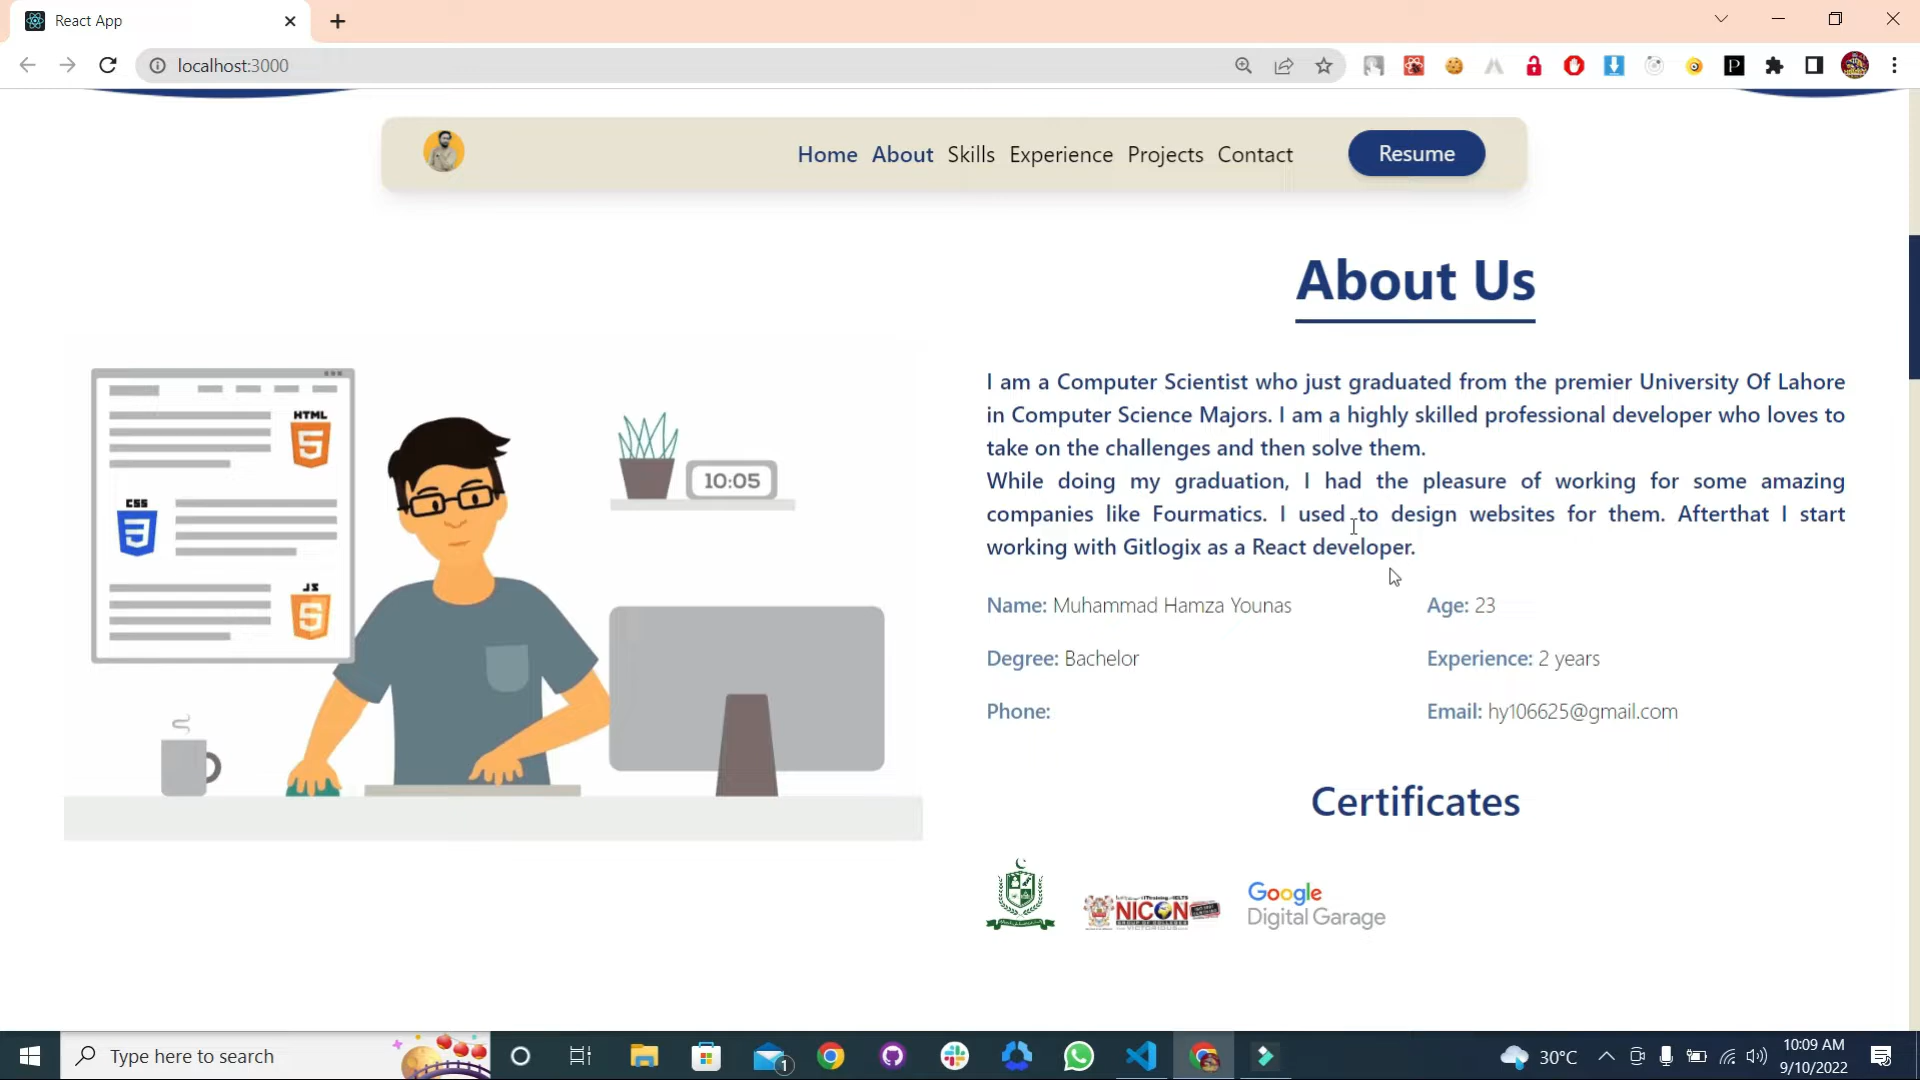 React App
localhost:3000
Home About Skills Experience Projects Contact Resume
About Us
I am a Computer Scientist who just graduated from the premier University Of Lahore
in Computer Science Majors. I am a highly skilled professional developer who loves to
take on the challenges and then solve them.
While doing my graduation, I had the pleasure of working for some amazing
companies like Fourmatics. I used to design websites for them. Afterthat I start
working with Gitlogix as a React developer.
HTML
5
CSS
3
JS
5
10:05
Name: Muhammad Hamza Younas
Age: 23
Degree: Bachelor
Experience: 2 years
Phone:
Email: hy106625@gmail.com
Certificates
NICON
Google
Digital Garage
Type here to search
1
30°C
10:09 AM
9/10/2022